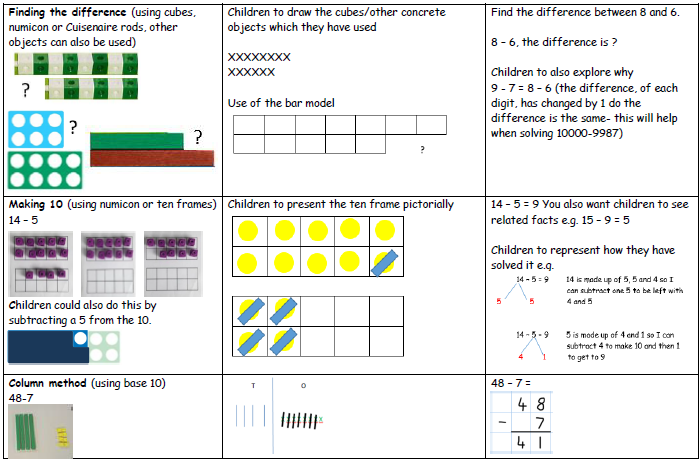 Finding the difference (using cubes,
numicon or Cuisenaire rods, other
objects can also be used)
?
?
?
Children to draw the cubes/other concrete
objects which they have used
XXXXXXXX
XXXXXX
Use of the bar model
?
Find the difference between 8 and 6.
8 – 6, the difference is ?
Children to also explore why
9 - 7 = 8 – 6 (the difference, of each
digit, has changed by 1 do the
difference is the same- this will help
when solving 10000-9987)
Making 10 (using numicon or ten frames)
14 – 5
Children could also do this by
subtracting a 5 from the 10.
Children to present the ten frame pictorially
14 – 5 = 9 You also want children to see
related facts e.g. 15 – 9 = 5
Children to represent how they have
solved it e.g.
14 - 5 = 9
5 5
14 is made up of 5, 5 and 4 so I
can subtract one 5 to be left with
4 and 5
14 - 5 = 9
4 1
5 is made up of 4 and 1 so I can
subtract 4 to make 10 and then 1
to get to 9
Column method (using base 10)
48-7
T O
48 – 7 =
4 8
- 7
4 1